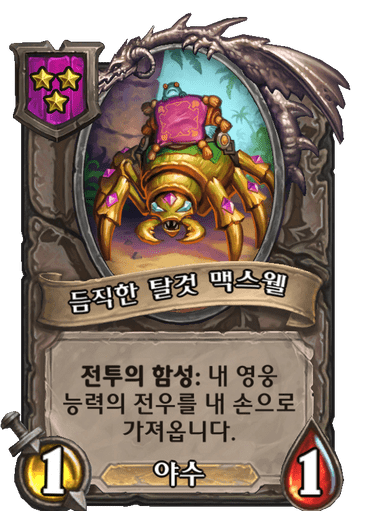 듬직한 탈것 맥스웰
전투의 함성: 내 영웅
능력의 전우를 내 손으로
가져옵니다.
야수
1
1